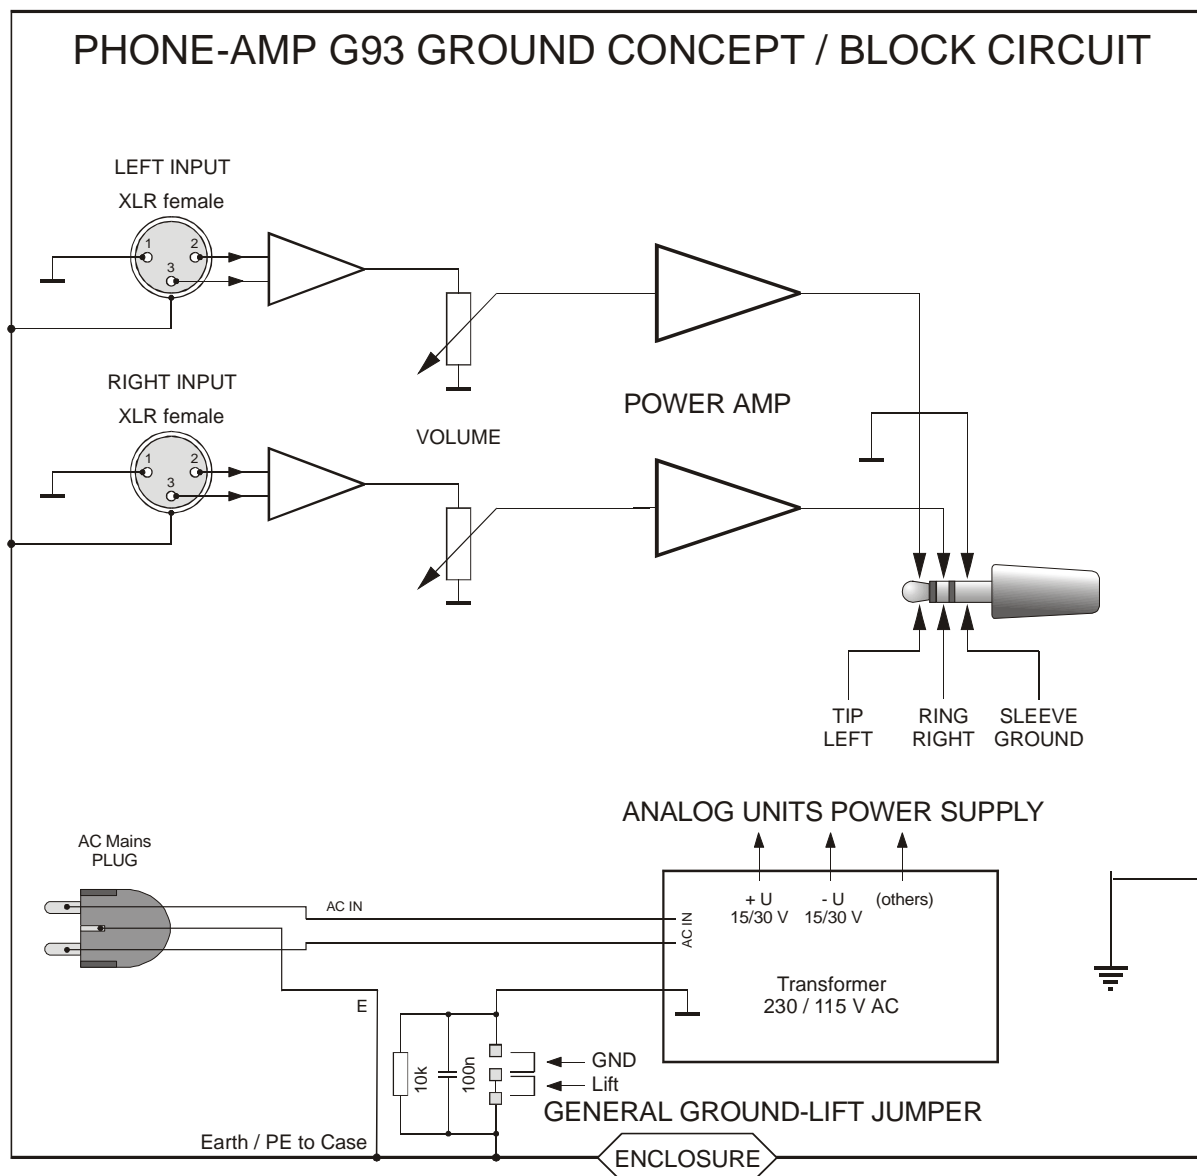 PHONE-AMP G93 GROUND CONCEPT / BLOCK CIRCUIT
LEFT INPUT
XLR female
1
2
3
RIGHT INPUT
XLR female
1
2
3
VOLUME
POWER AMP
TIP
LEFT
RING
RIGHT
SLEEVE
GROUND
ANALOG UNITS POWER SUPPLY
AC Mains
PLUG
AC IN
AC IN
+ U
15/30 V
- U
15/30 V
(others)
Transformer
230 / 115 V AC
E
10k
100n
GND
Lift
GENERAL GROUND-LIFT JUMPER
Earth / PE to Case
ENCLOSURE